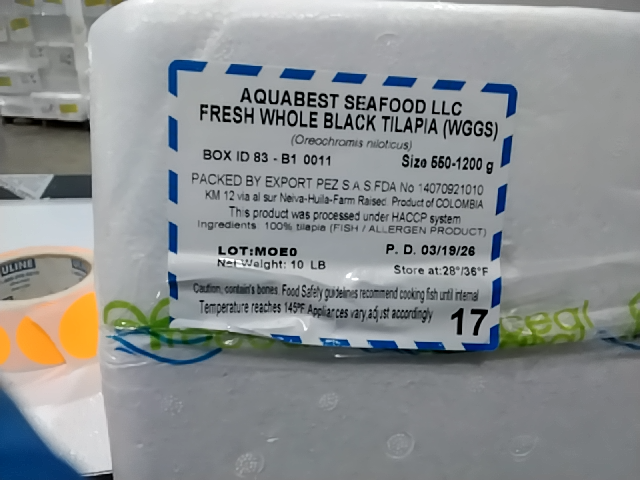 AQUABEST SEAFOOD LLC
FRESH WHOLE BLACK TILAPIA (WGGS)
(Oreochromis niloticus)
BOX ID 83 - B1 0011 Size 550-1200 g
PACKED BY EXPORT PEZ S.A.S FDA No 14070921010
KM 12 via al sur Neiva-Huila-Farm Raised Product of COLOMBIA
This product was processed under HACCP system
Ingredients: 100% tilapia (FISH / ALLERGEN PRODUCT)
LOT:MOE0 P. D. 03/19/26
Net Weight: 10 LB Store at:28°/36°F
Caution, contain's bones. Food Safety guidelines recommend cooking fish until internal
Temperature reaches 145ºF Appliances vary,adjust accordingly
17
ULINE